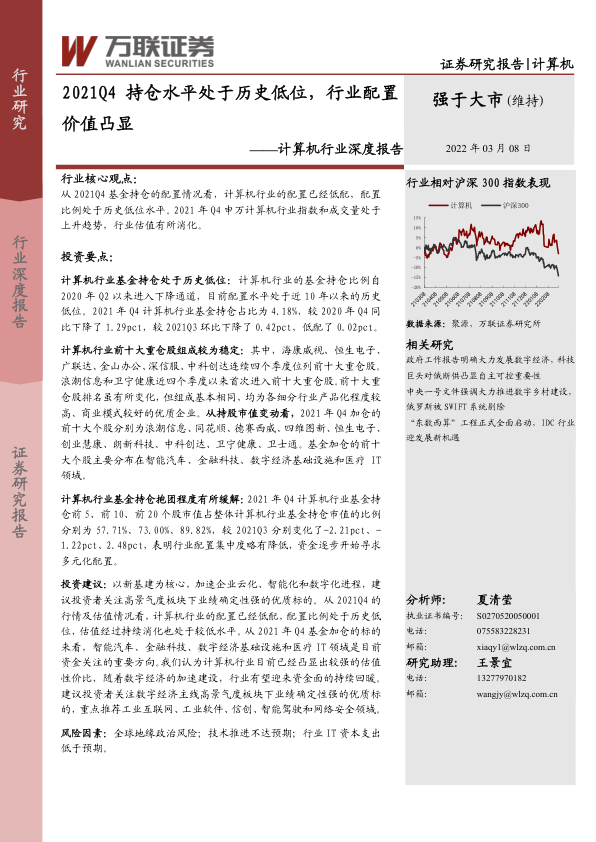 万联证券
WANLIAN SECURITIES
证券研究报告|计算机
行业研究
行业深度报告
证券研究报告
2021Q4 持仓水平处于历史低位，行业配置
价值凸显
——计算机行业深度报告
强于大市(维持)
2022 年 03 月 08 日
行业核心观点：
从 2021Q4 基金持仓的配置情况看，计算机行业的配置已经低配，配置
比例处于历史低位水平。2021 年 Q4 申万计算机行业指数和成交量处于
上升趋势，行业估值有所消化。
投资要点：
计算机行业基金持仓处于历史低位：计算机行业的基金持仓比例自
2020 年 Q2 以来进入下降通道，目前配置水平处于近 10 年以来的历史
低位。2021 年 Q4 计算机行业基金持仓占比为 4.18%，较 2020 年 Q4 同
比下降了 1.29pct，较 2021Q3 环比下降了 0.42pct，低配了 0.02pct。
计算机行业前十大重仓股组成较为稳定：其中，海康威视、恒生电子、
广联达、金山办公、深信服、中科创达连续四个季度位列前十大重仓股。
浪潮信息和卫宁健康近四个季度以来首次进入前十大重仓股，前十大重
仓股排名虽有所变化，但组成基本相同，均为各细分行业产品化程度较
高、商业模式较好的优质企业。从持股市值变动看，2021 年 Q4 加仓的
前十大个股分别为浪潮信息、同花顺、德赛西威、四维图新、恒生电子、
创业慧康、朗新科技、中科创达、卫宁健康、卫士通。基金加仓的前十
大个股主要分布在智能汽车、金融科技、数字经济基础设施和医疗 IT
领域。
计算机行业基金持仓抱团程度有所缓解：2021 年 Q4 计算机行业基金持
仓前 5、前 10、前 20 个股市值占整体计算机行业基金持仓市值的比例
分别为 57.71%、73.00%、89.82%，较 2021Q3 分别变化了-2.21pct、-
1.22pct、2.48pct，表明行业配置集中度略有降低，资金逐步开始寻求
多元化配置。
投资建议：以新基建为核心，加速企业云化、智能化和数字化进程，建
议投资者关注高景气度板块下业绩确定性强的优质标的。从 2021Q4 的
行情及估值情况看，计算机行业的配置已经低配，配置比例处于历史低
位，估值经过持续消化也处于较低水平。从 2021 年 Q4 基金加仓的标的
来看，智能汽车、金融科技、数字经济基础设施和医疗 IT 领域是目前
资金关注的重要方向。我们认为计算机行业目前已经凸显出较强的估值
性价比，随着数字经济的加速建设，行业有望迎来资金面的持续回暖。
建议投资者关注数字经济主线高景气度板块下业绩确定性强的优质标
的，重点推荐工业互联网、工业软件、信创、智能驾驶和网络安全领域。
风险因素：全球地缘政治风险；技术推进不达预期；行业 IT 资本支出
低于预期。
行业相对沪深 300 指数表现
计算机 沪深300
15%
10%
5%
0%
-5%
-10%
-15%
-20%
210308
210408
210508
210608
210708
210808
210908
211008
211108
211208
220108
220208
数据来源：聚源，万联证券研究所
相关研究
政府工作报告明确大力发展数字经济，科技
巨头对俄断供凸显自主可控重要性
中央一号文件强调大力推进数字乡村建设，
俄罗斯被 SWIFT 系统剔除
“东数西算”工程正式全面启动，IDC 行业
迎发展新机遇
分析师： 夏清莹
执业证书编号： S0270520050001
电话： 075583228231
邮箱： xiaqy1@wlzq.com.cn
研究助理： 王景宜
电话： 13277970182
邮箱： wangjy@wlzq.com.cn